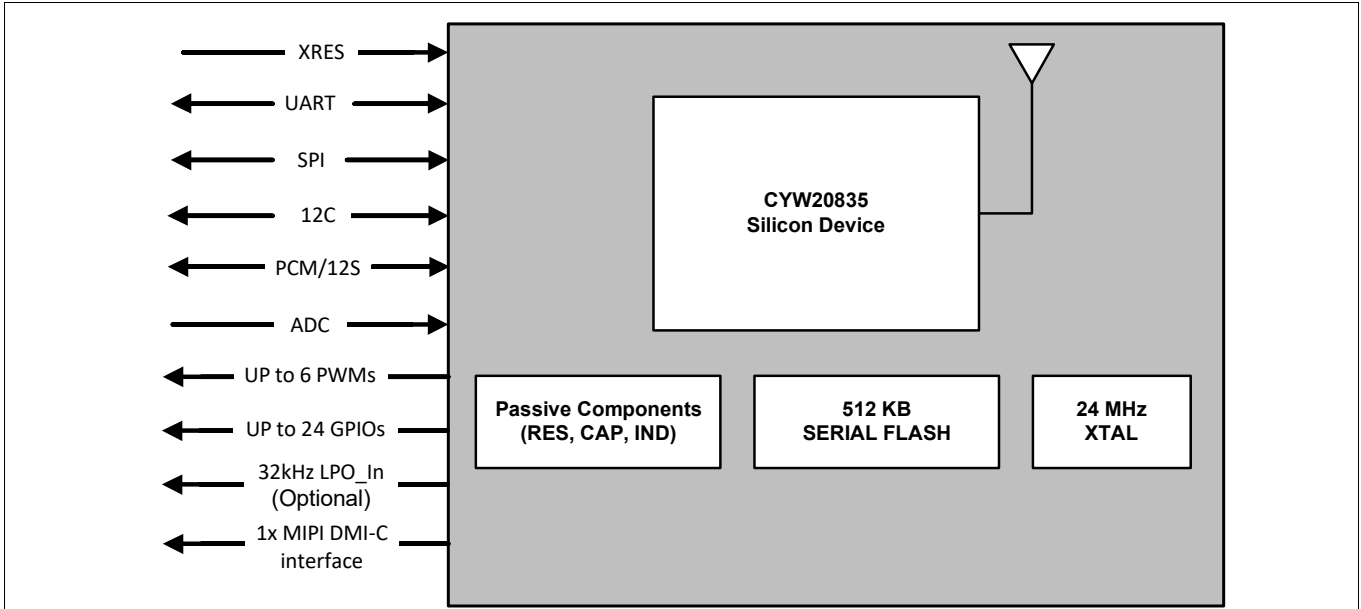 XRES
UART
SPI
12C
PCM/12S
ADC
UP to 6 PWMs
UP to 24 GPIOs
32kHz LPO_In
(Optional)
1x MIPI DMI-C
interface
CYW20835
Silicon Device
Passive Components
(RES, CAP, IND)
512 KB
SERIAL FLASH
24 MHz
XTAL